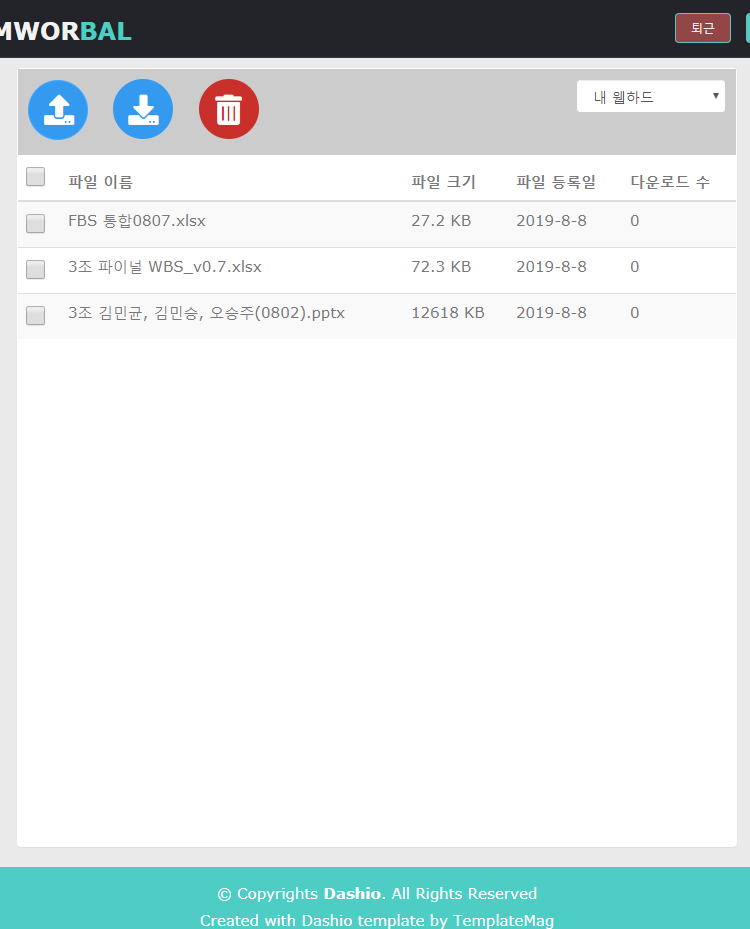 MWORBAL
퇴근
내 웹하드
파일 이름 파일 크기 파일 등록일 다운로드 수
FBS 통합0807.xlsx 27.2 KB 2019-8-8 0
3조 파이널 WBS_v0.7.xlsx 72.3 KB 2019-8-8 0
3조 김민균, 김민승, 오승주(0802).pptx 12618 KB 2019-8-8 0
© Copyrights Dashio. All Rights Reserved
Created with Dashio template by TemplateMag